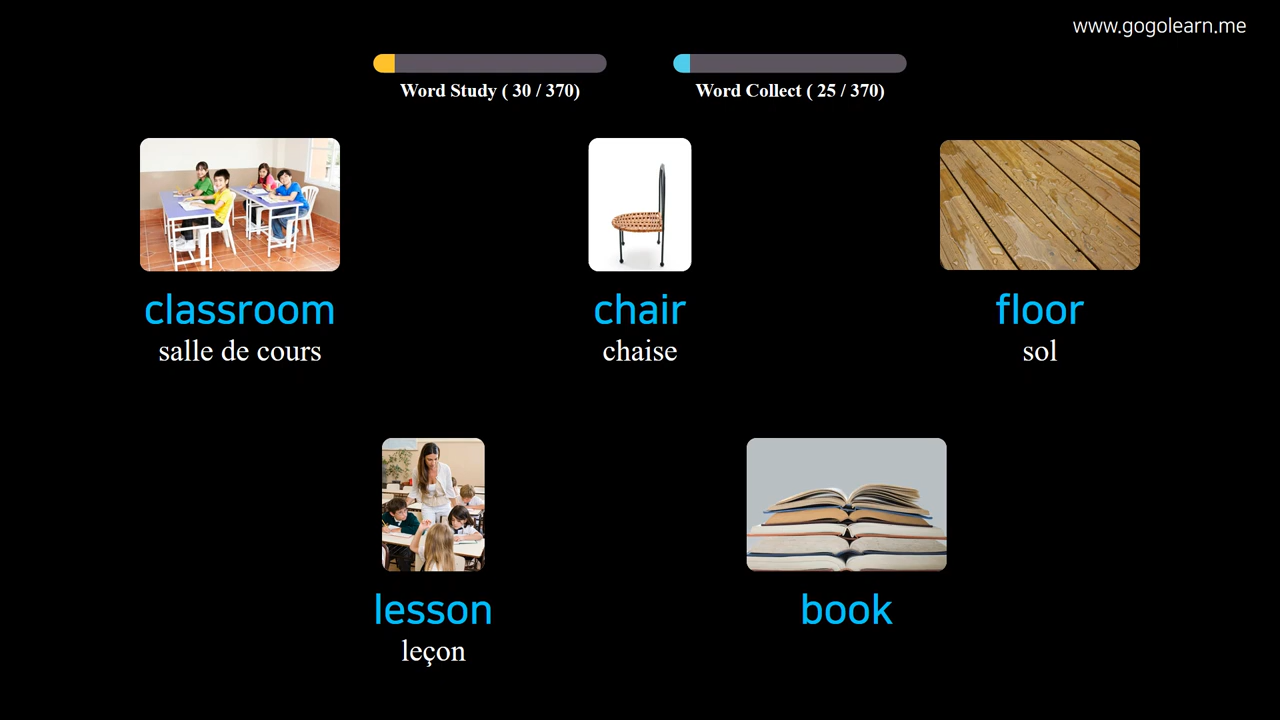 www.gogolearn.me
Word Study ( 30 / 370)
Word Collect ( 25 / 370)
classroom
salle de cours
chair
chaise
floor
sol
lesson
leçon
book